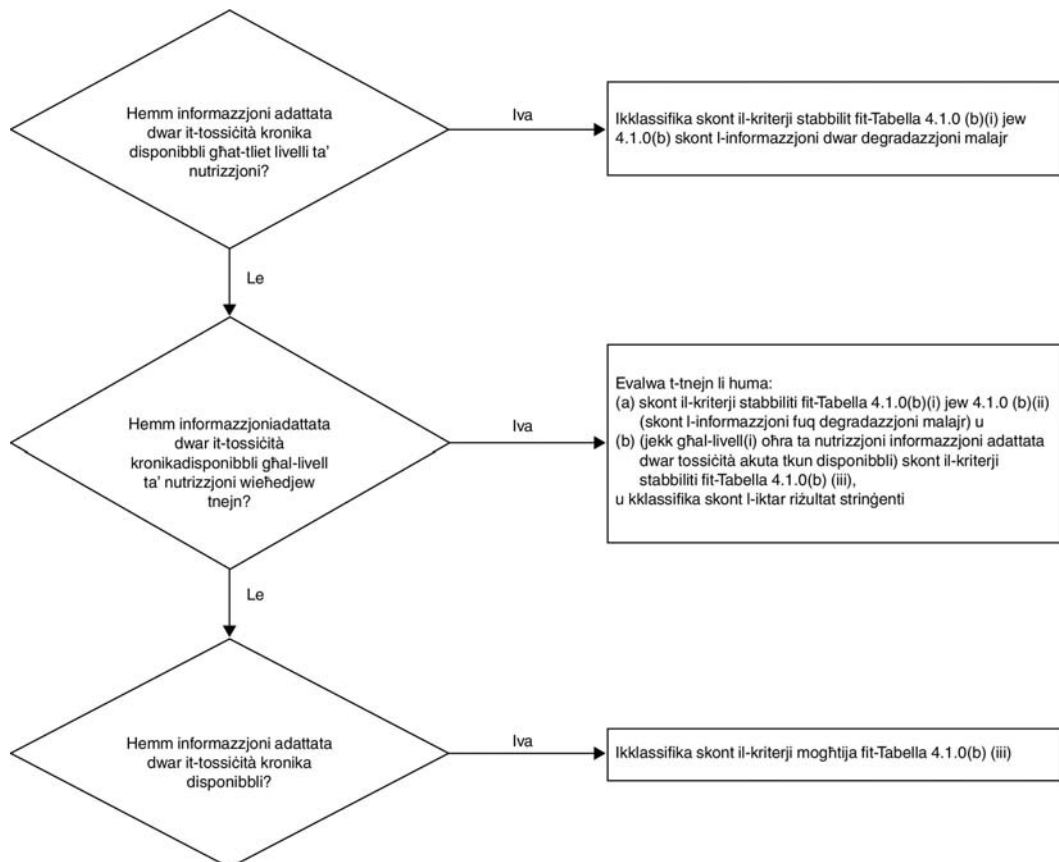 Hemm informazzjoni adattata
dwar it-tossiċità kronika
disponibbli għat-tliet livelli ta'
nutrizzjoni?
Iva
Ikklassifika skont il-kriterji stabbilit fit-Tabella 4.1.0 (b)(i) jew
4.1.0(b) skont l-informazzjoni dwar degradazzjoni malajr
Le
Hemm informazzjoniadattata
dwar it-tossiċità
kronikadisponibbli għal-livell
ta' nutrizzjoni wieħedjew
tnejn?
Iva
Evalwa t-tnejn li huma:
(a) skont il-kriterji stabbiliti fit-Tabella 4.1.0(b)(i) jew 4.1.0 (b)(ii)
(skont l-informazzjoni fuq degradazzjoni malajr) u
(b) (jekk għal-livell(i) oħra ta nutrizzjoni informazzjoni adattata
dwar tossiċità akuta tkun disponibbli) skont il-kriterji
stabbiliti fit-Tabella 4.1.0(b) (iii),
u kklassifika skont l-iktar riżultat strinġenti
Le
Hemm informazzjoni adattata
dwar it-tossiċità kronika
disponibbli?
Iva
Ikklassifika skont il-kriterji mogħtija fit-Tabella 4.1.0(b) (iii)